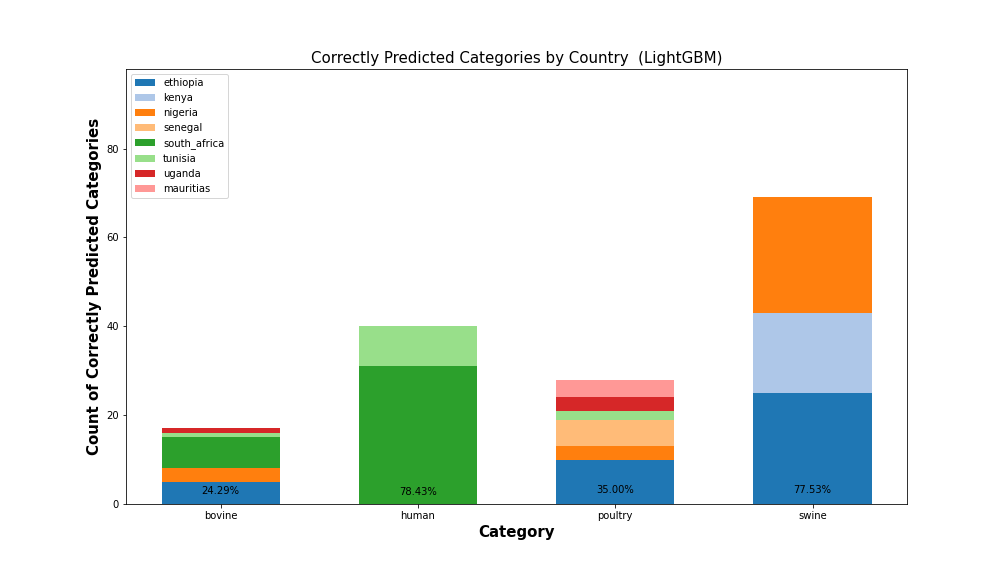 Correctly Predicted Categories by Country (LightGBM)
ethiopia
kenya
nigeria
senegal
south_africa
tunisia
uganda
mauritias
Count of Correctly Predicted Categories
80
60
40
20
0
24.29%
78.43%
35.00%
77.53%
bovine
human
poultry
swine
Category